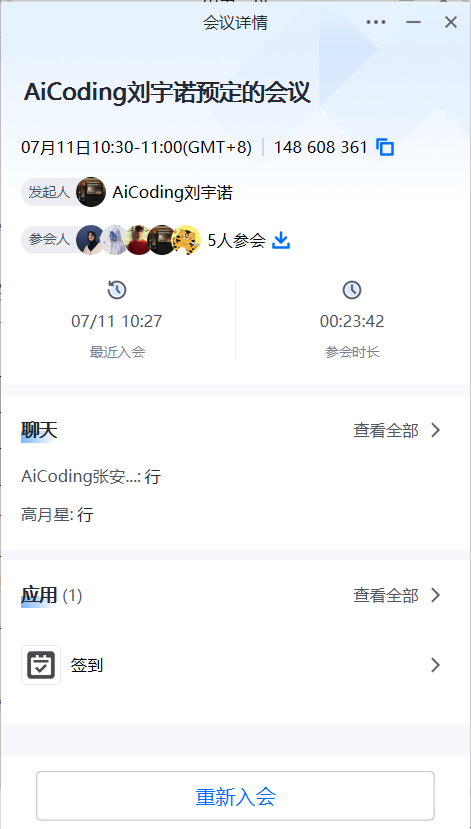 会议详情
AiCoding刘宇诺预定的会议
07月11日10:30-11:00(GMT+8) 148 608 361
发起人 AiCoding刘宇诺
参会人 5人参会
07/11 10:27 00:23:42
最近入会 参会时长
聊天 查看全部
AiCoding张安...: 行
高月星: 行
应用 (1) 查看全部
签到
重新入会